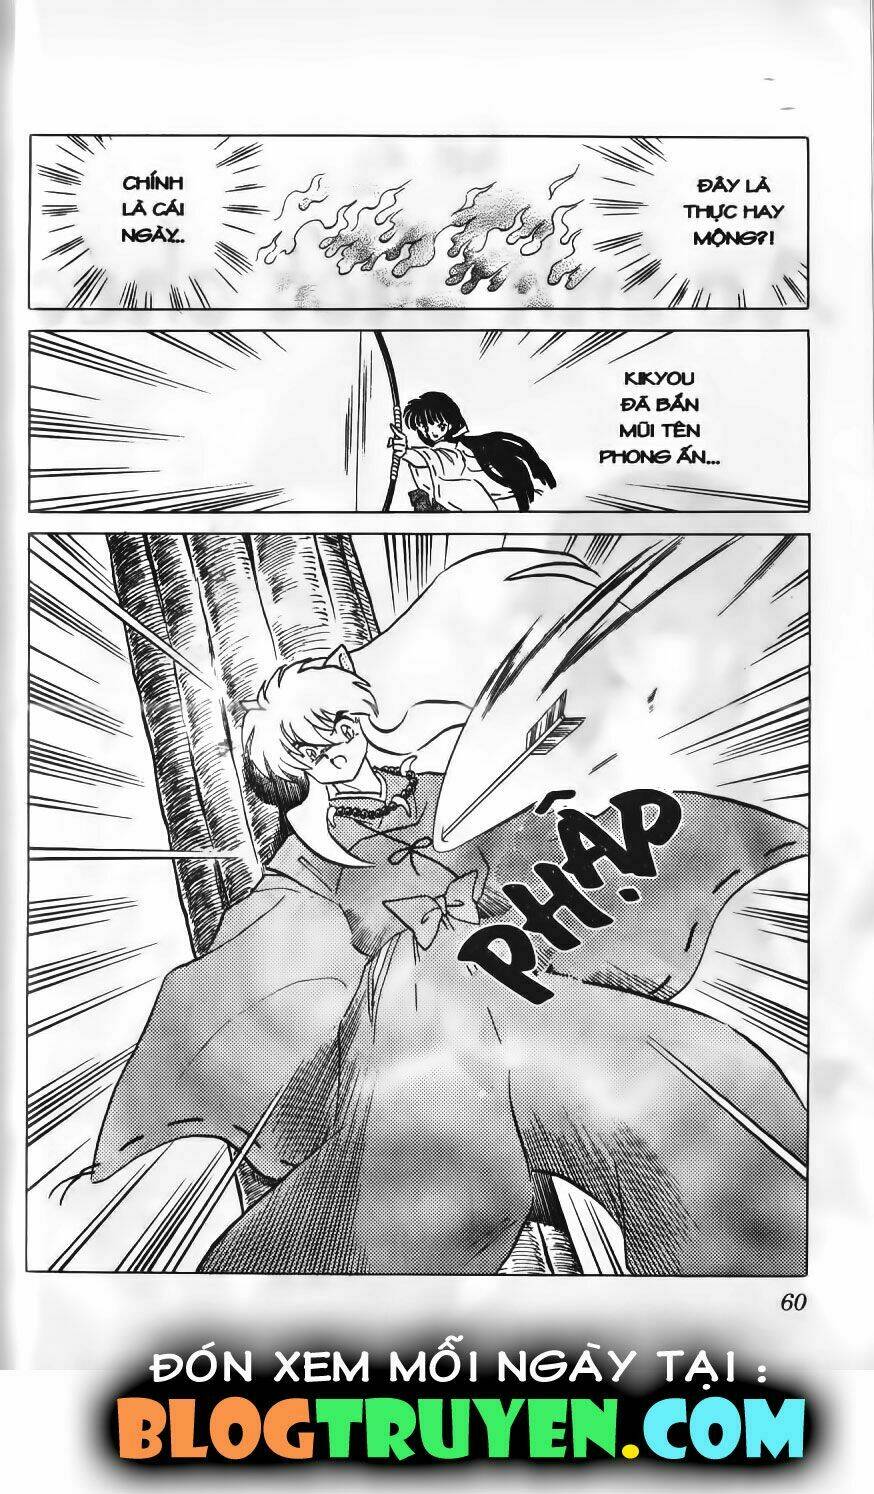 ĐÂY LÀ
THỰC HAY
MỘNG?!
CHÍNH
LÀ CÁI
NGÀY..
KIKYOU
ĐÃ BẮN
MŨI TÊN
PHONG ẤN...
PHẬP
60
ĐÓN XEM MỖI NGÀY TẠI :
BLOGTRUYEN.COM